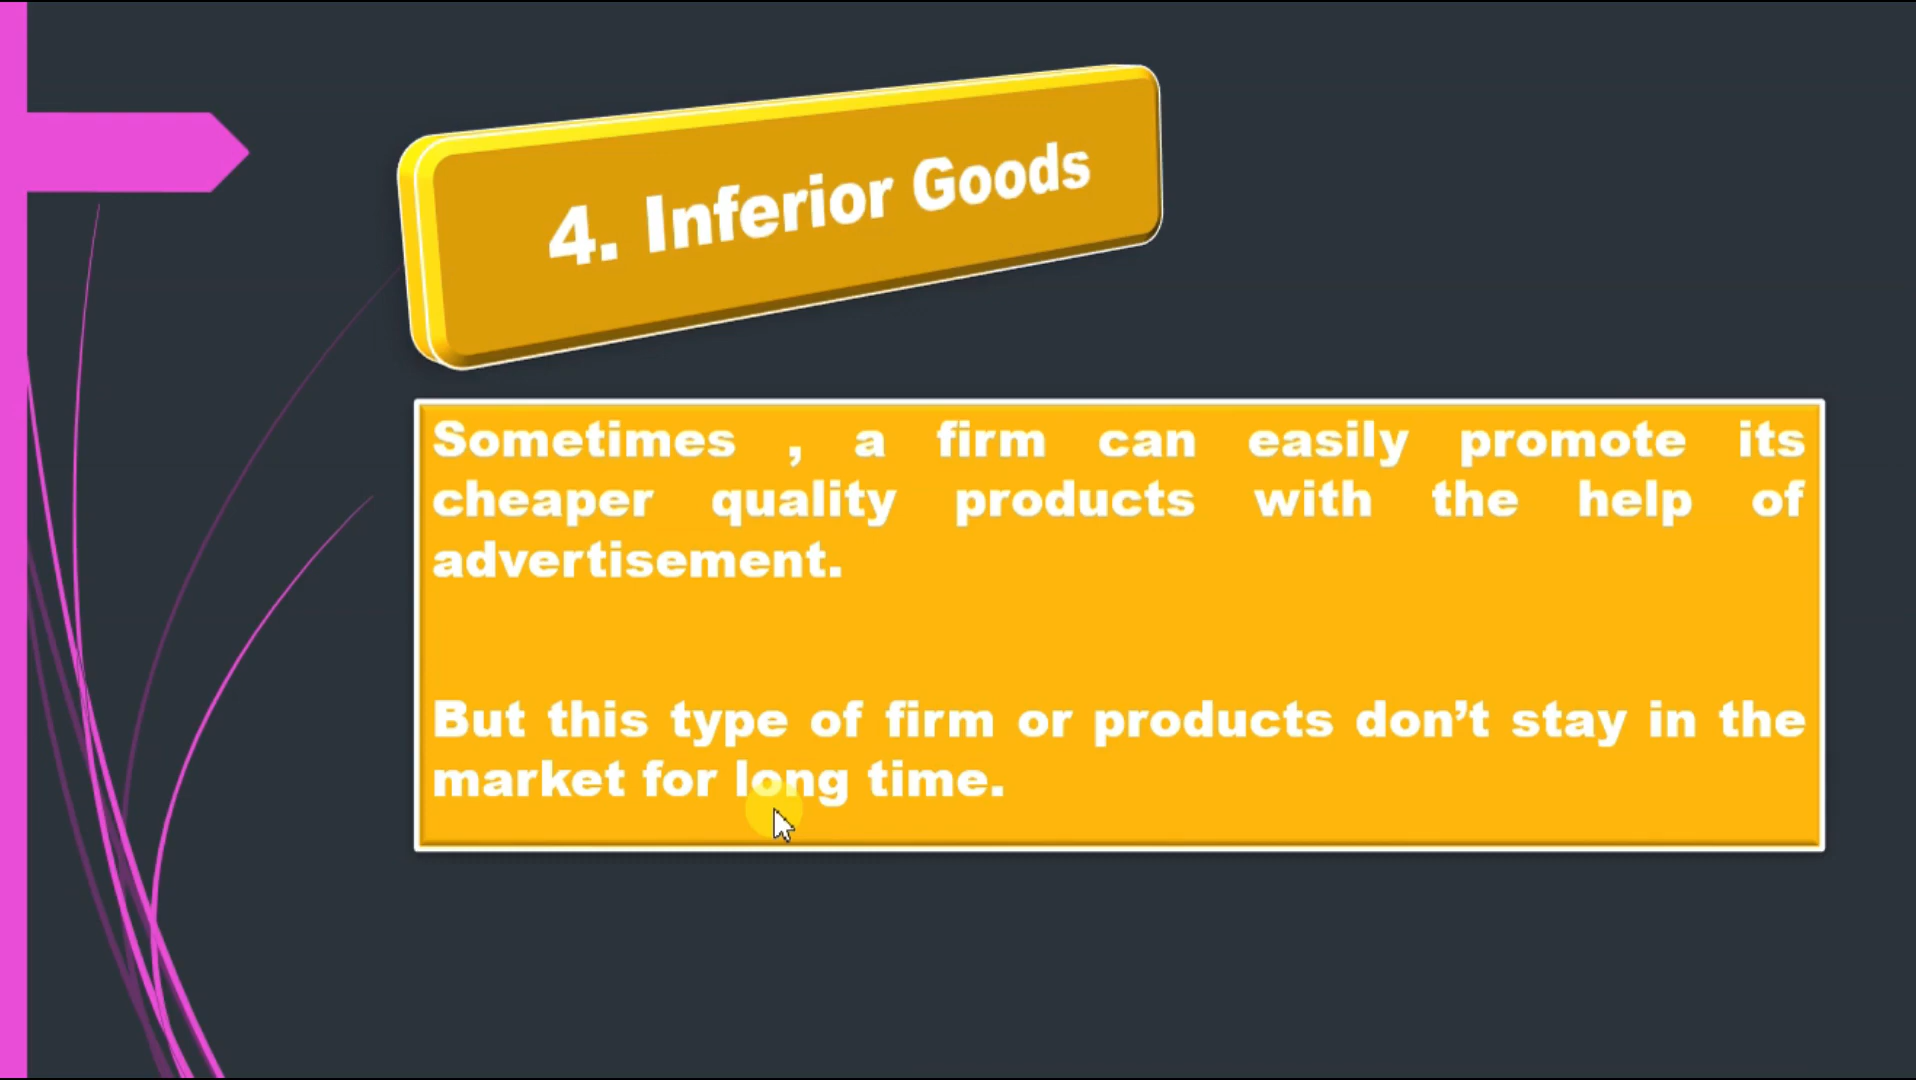 4. Inferior Goods
Sometimes , a firm can easily promote its
cheaper quality products with the help of
advertisement.
But this type of firm or products don’t stay in the
market for long time.